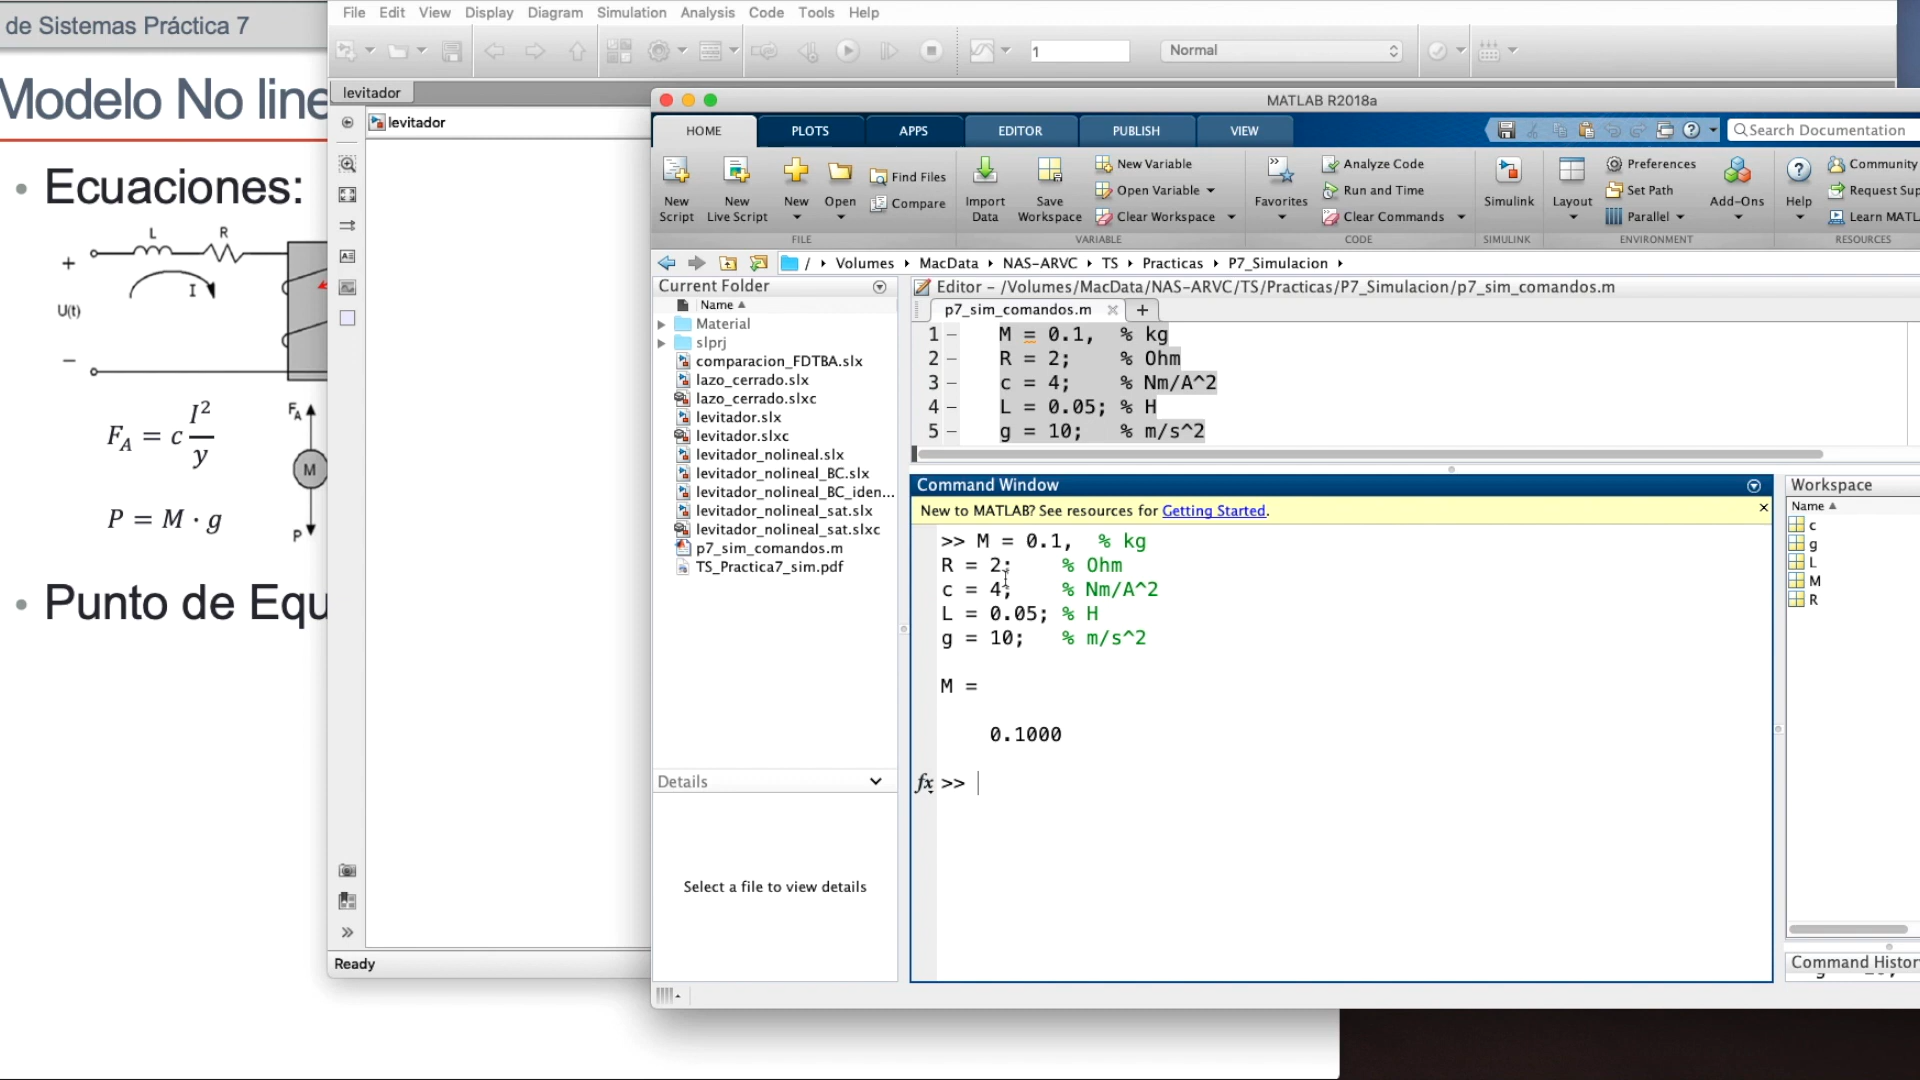 de Sistemas Práctica 7
Modelo No line
• Ecuaciones:
L
R
+
I
U(t)
−
F_A = c I²/y
F_A
M
P = M · g
P
• Punto de Equ
File Edit View Display Diagram Simulation Analysis Code Tools Help
1
Normal
levitador
levitador
Ready
MATLAB R2018a
HOME PLOTS APPS EDITOR PUBLISH VIEW
Search Documentation
New Script
New Live Script
New
Open
Find Files
Compare
Import Data
Save Workspace
New Variable
Open Variable
Clear Workspace
Favorites
Analyze Code
Run and Time
Clear Commands
Simulink
Layout
Preferences
Set Path
Parallel
Add-Ons
Help
Community
Request Sup
Learn MATL
FILE VARIABLE CODE SIMULINK ENVIRONMENT RESOURCES
/ ▸ Volumes ▸ MacData ▸ NAS-ARVC ▸ TS ▸ Practicas ▸ P7_Simulacion ▸
Current Folder
Name
Material
slprj
comparacion_FDTBA.slx
lazo_cerrado.slx
lazo_cerrado.slxc
levitador.slx
levitador.slxc
levitador_nolineal.slx
levitador_nolineal_BC.slx
levitador_nolineal_BC_iden...
levitador_nolineal_sat.slx
levitador_nolineal_sat.slxc
p7_sim_comandos.m
TS_Practica7_sim.pdf
Details
Select a file to view details
Editor - /Volumes/MacData/NAS-ARVC/TS/Practicas/P7_Simulacion/p7_sim_comandos.m
p7_sim_comandos.m × +
1 – M = 0.1, % kg
2 – R = 2; % Ohm
3 – c = 4; % Nm/A^2
4 – L = 0.05; % H
5 – g = 10; % m/s^2
Command Window
New to MATLAB? See resources for Getting Started. ×
>> M = 0.1, % kg
R = 2; % Ohm
c = 4; % Nm/A^2
L = 0.05; % H
g = 10; % m/s^2
M =
0.1000
fx >>
Workspace
Name
c
g
L
M
R
Command Histor